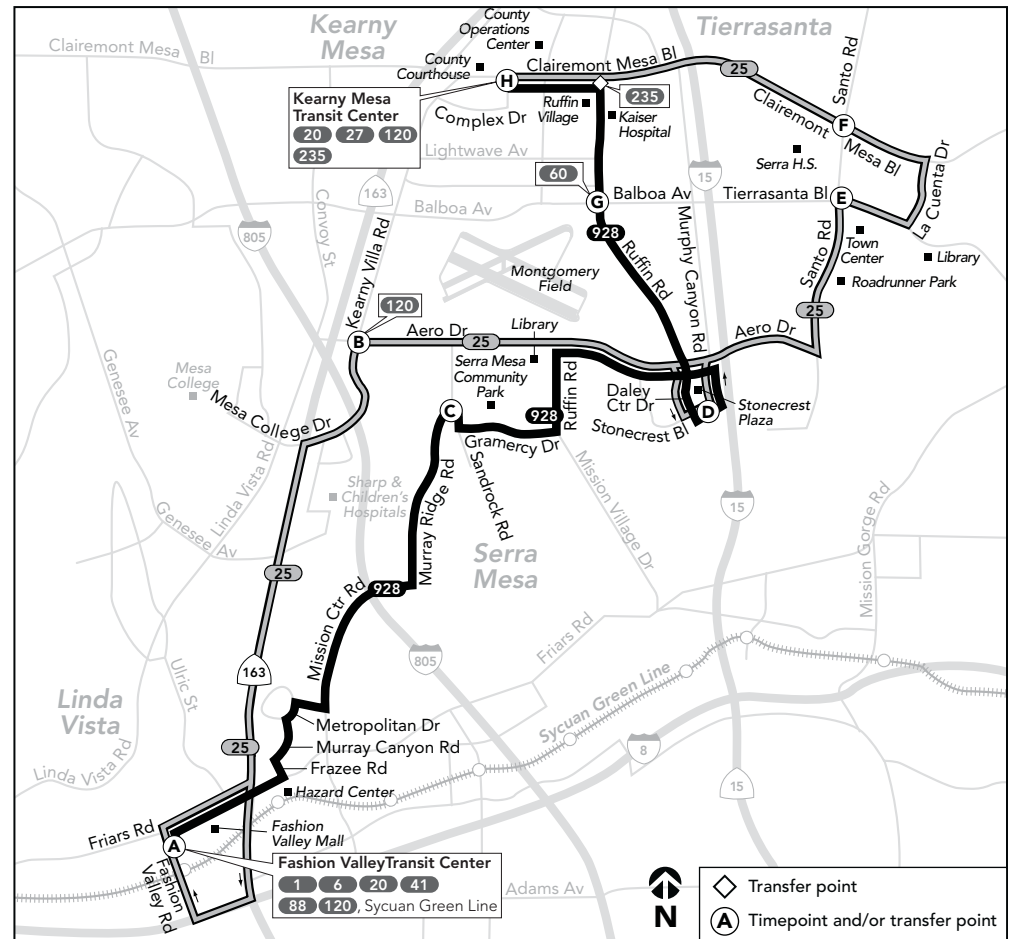 Kearny
Mesa
Tierrasanta
County
Operations
Center
County
Courthouse
Clairemont Mesa Bl
Clairemont Mesa Bl
25
Santo Rd
H
Kearny Mesa
Transit Center
20 27 120
235
Complex Dr
Ruffin
Village
235
Kaiser
Hospital
Clairemont
Mesa Bl
F
Serra H.S.
La Cuenta Dr
Lightwave Av
15
163
60
G
Balboa Av
Balboa Av
Tierrasanta Bl
E
Convoy St
805
Kearny Villa Rd
928
Ruffin Rd
Murphy Canyon Rd
Santo Rd
Town
Center
Library
Roadrunner Park
Montgomery
Field
120
B
Aero Dr
25
Library
Aero Dr
25
Genesee Av
Mesa
College
Mesa College Dr
Serra Mesa
Community
Park
Ruffin Rd
928
Daley
Ctr Dr
Stonecrest Bl
D
Stonecrest
Plaza
C
Gramercy Dr
Sandrock Rd
Murray Ridge Rd
Linda Vista Rd
Sharp &
Children's
Hospitals
Genesee Av
Mission Village Dr
15
Mission Gorge Rd
Serra
Mesa
25
928
Mission Ctr Rd
Friars Rd
805
163
Ulric St
Linda
Vista
Sycuan Green Line
Metropolitan Dr
Murray Canyon Rd
25
8
Frazee Rd
Linda Vista Rd
15
Hazard Center
Friars Rd
Fashion
Valley Mall
A
Fashion
Valley Rd
Fashion ValleyTransit Center
1 6 20 41
88 120, Sycuan Green Line
Adams Av
N
Transfer point
A Timepoint and/or transfer point